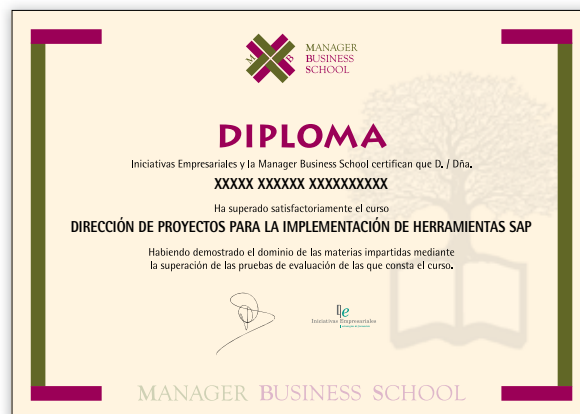 M B
MANAGER
BUSINESS
SCHOOL
DIPLOMA
Iniciativas Empresariales y la Manager Business School certifican que D. / Dña.
XXXXX XXXXXX XXXXXXXXXX
Ha superado satisfactoriamente el curso
DIRECCIÓN DE PROYECTOS PARA LA IMPLEMENTACIÓN DE HERRAMIENTAS SAP
Habiendo demostrado el dominio de las materias impartidas mediante
la superación de las pruebas de evaluación de las que consta el curso.
Iniciativas Empresariales
MANAGER BUSINESS SCHOOL